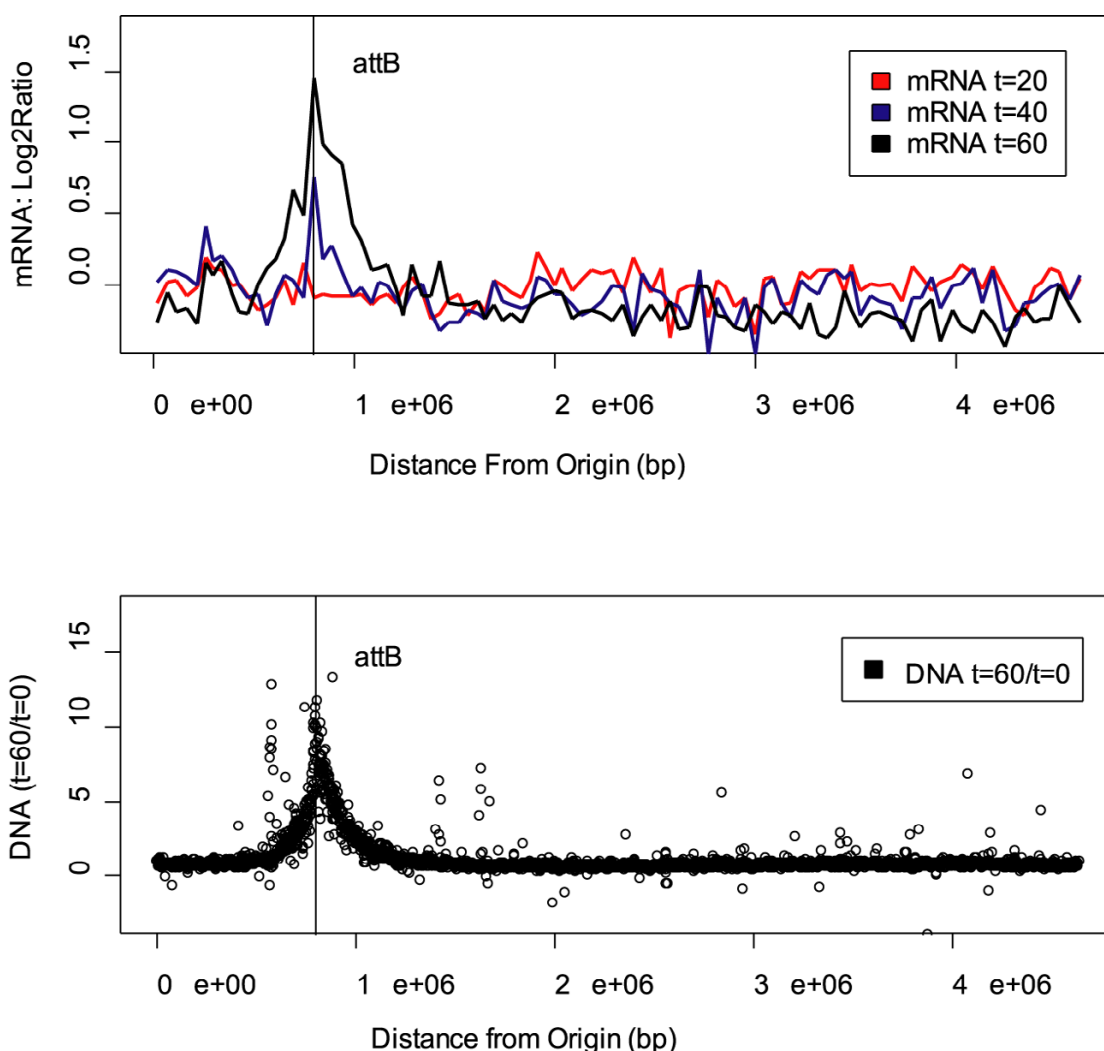 mRNA: Log2Ratio
1.5
1.0
0.5
0.0
attB
mRNA t=20
mRNA t=40
mRNA t=60
0 e+00 1 e+06 2 e+06 3 e+06 4 e+06
Distance From Origin (bp)
DNA (t=60/t=0)
15
10
5
0
attB
DNA t=60/t=0
0 e+00 1 e+06 2 e+06 3 e+06 4 e+06
Distance from Origin (bp)